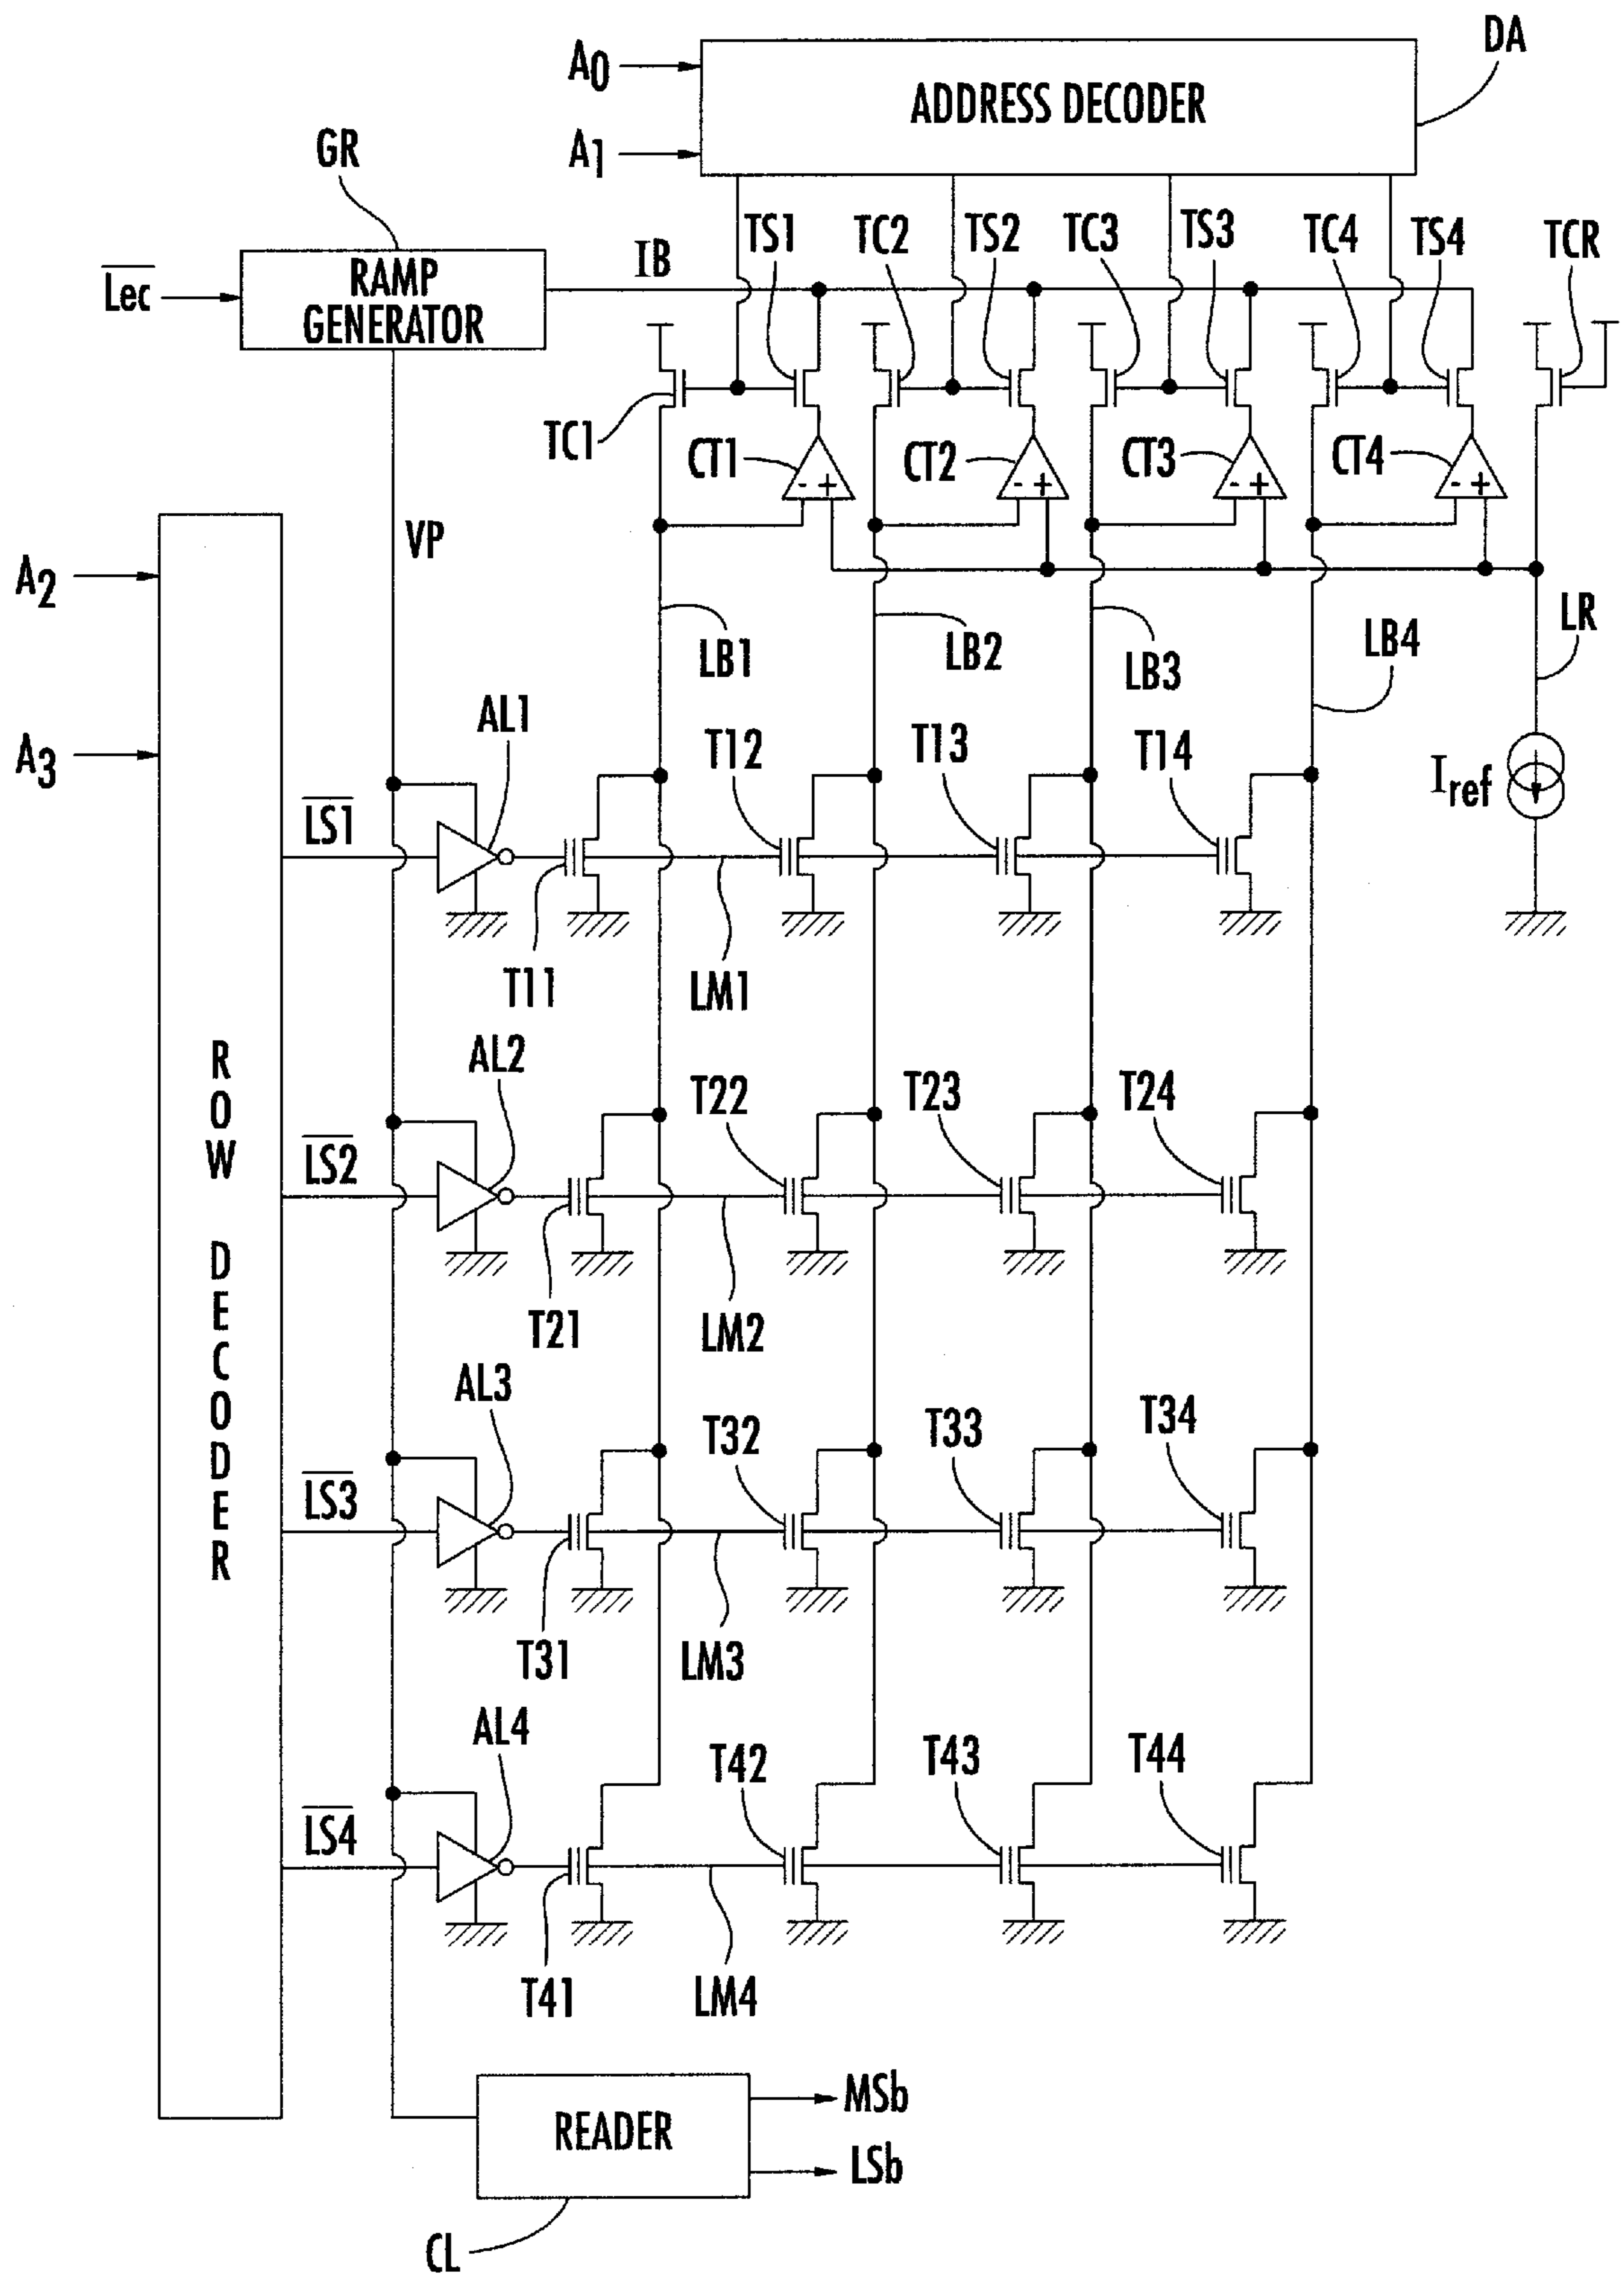 DA
A0
ADDRESS DECODER
A1
GR
TS1
TC2
TS2
TC3
TS3
TC4
TS4
TCR
IB
Lec
RAMP
GENERATOR
TC1
CT1
CT2
CT3
CT4
- +
- +
- +
- +
VP
A2
LB1
LB2
LB3
LB4
LR
AL1
T12
T13
T14
A3
Iref
LS1
T11
LM1
ROW DECODER
AL2
T22
T23
T24
LS2
T21
LM2
AL3
T32
T33
T34
LS3
T31
LM3
AL4
T42
T43
T44
LS4
T41
LM4
MSb
READER
LSb
CL